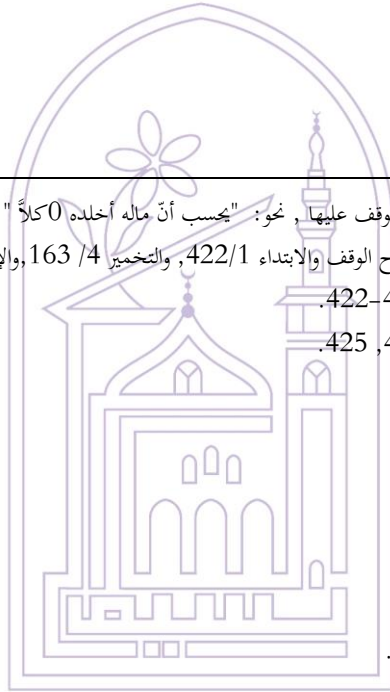 وقف عليها , نحو: "يحسب أنّ ماله أخلده 0كلاَّ "
ح الوقف والابتداء 422/1, والتخمير 4/ 163 ,والإ
4–422.
4, 425.
.